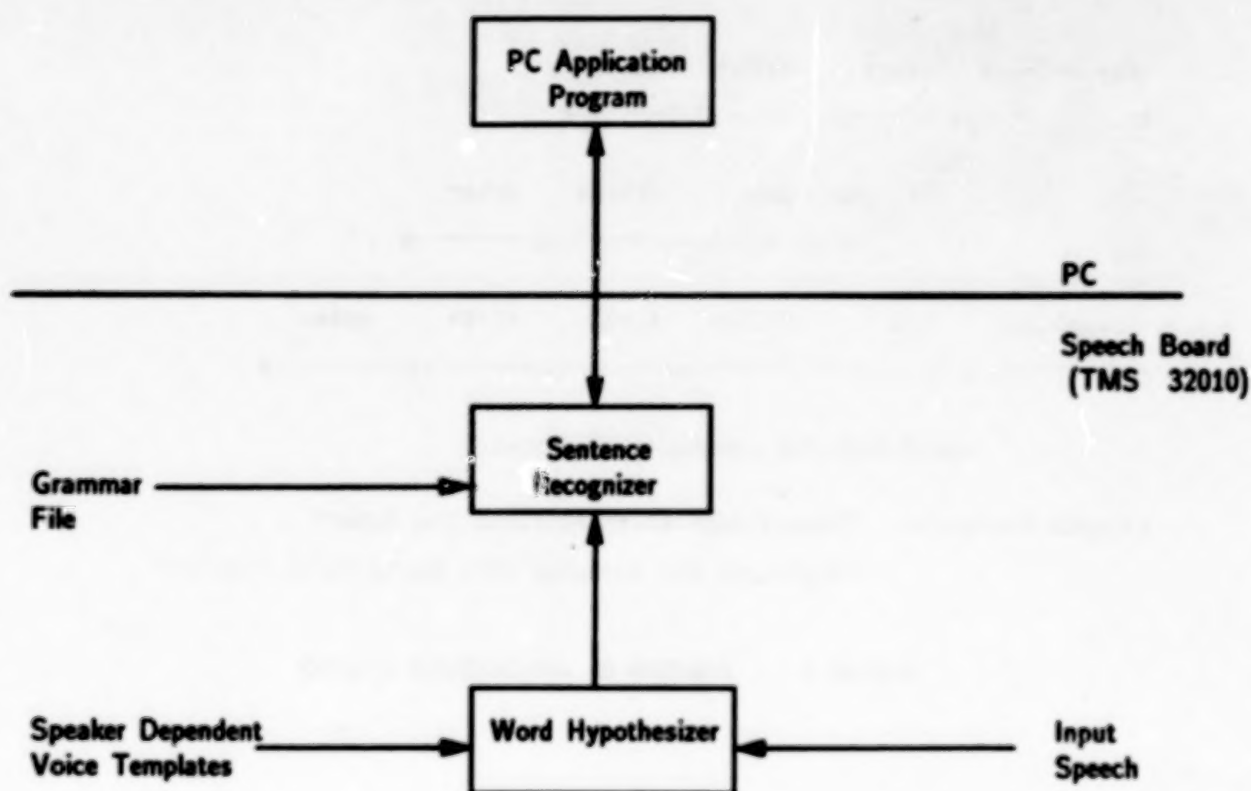 PC Application
Program
PC
Speech Board
(TMS 32010)
Sentence
Recognizer
Grammar
File
Word Hypothesizer
Speaker Dependent
Voice Templates
Input
Speech